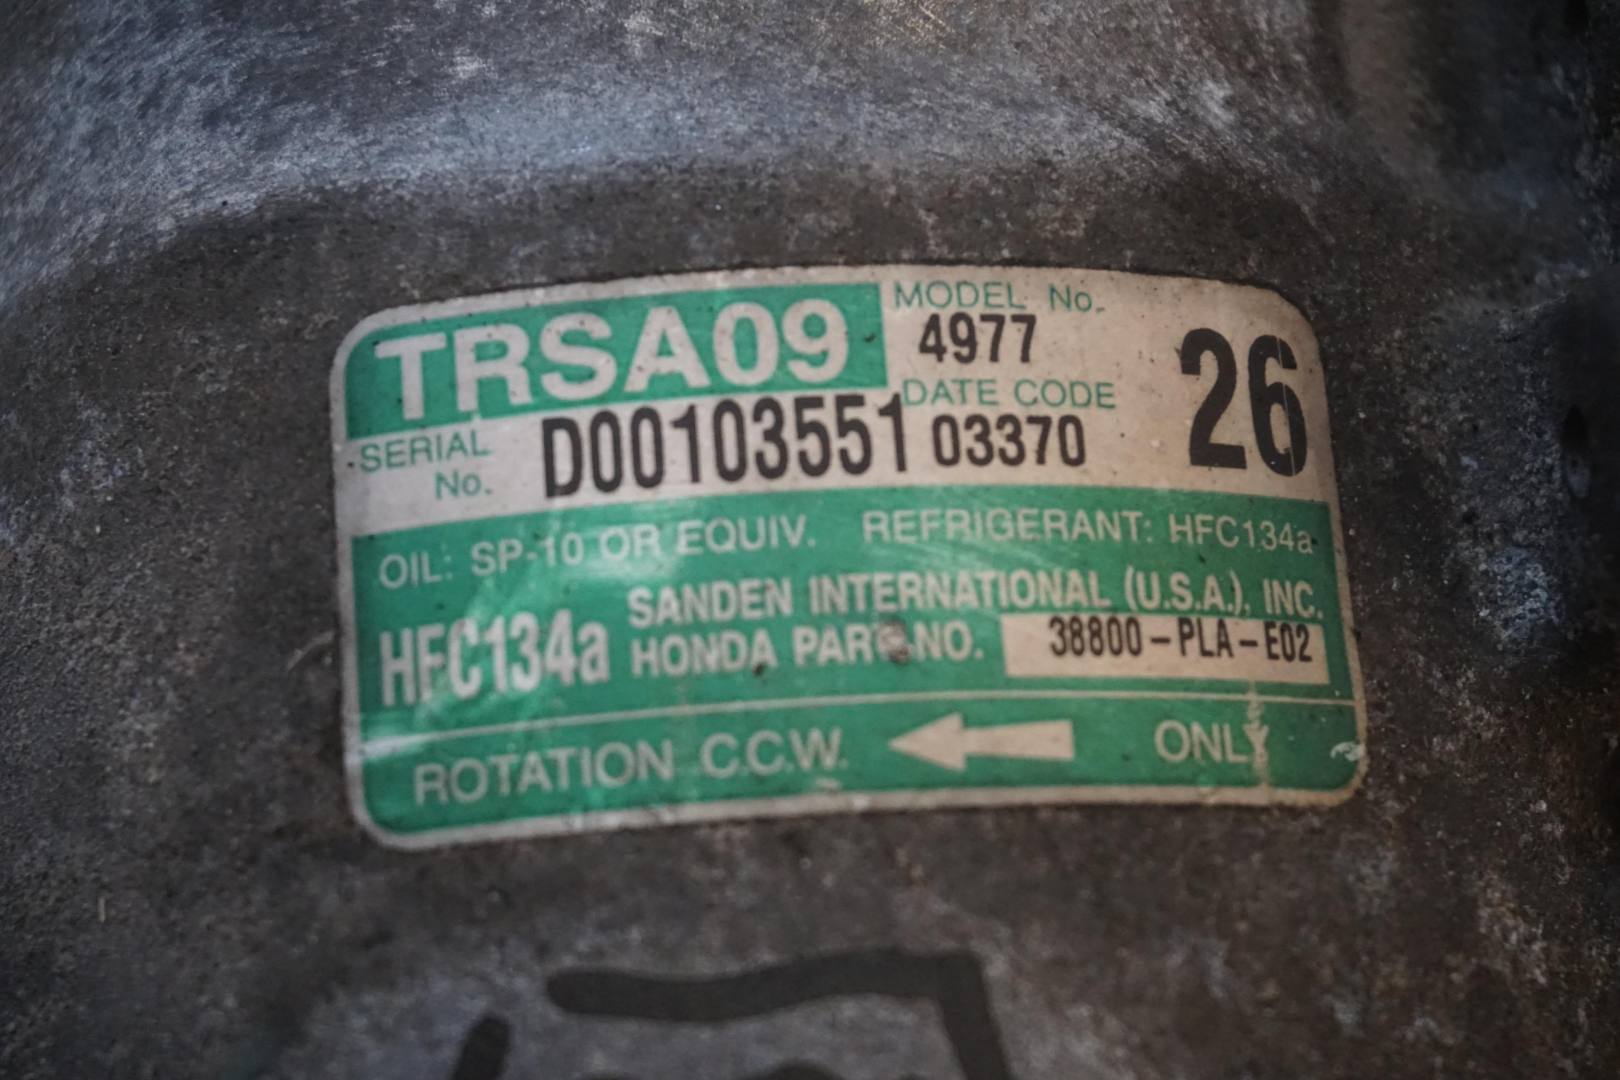 TRSA09
MODEL No.
4977
26
SERIAL No.
D00103551
DATE CODE
03370
OIL: SP-10 OR EQUIV. REFRIGERANT: HFC134a
HFC134a
SANDEN INTERNATIONAL (U.S.A.), INC.
HONDA PART NO. 38800-PLA-E02
ROTATION C.C.W. ONLY